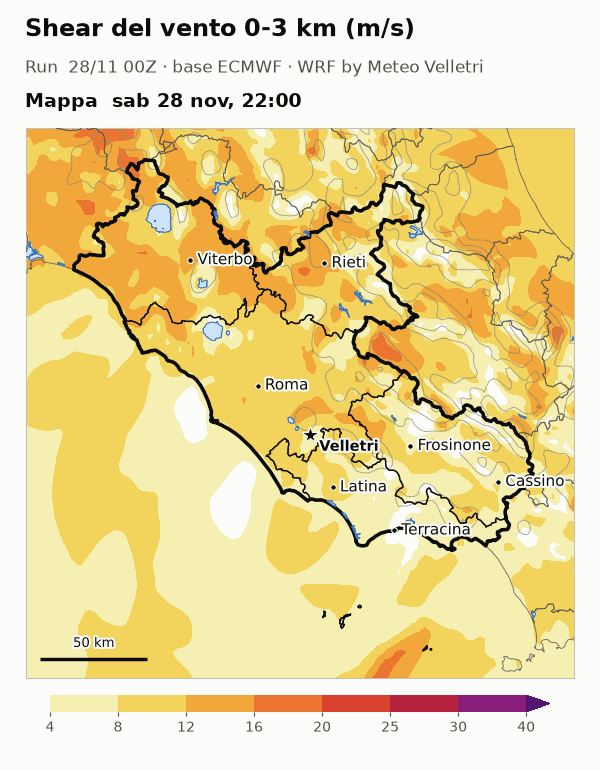 Shear del vento 0-3 km (m/s)
Run  28/11 00Z · base ECMWF · WRF by Meteo Velletri
Mappa  sab 28 nov, 22:00
Viterbo
Rieti
Roma
Velletri
Frosinone
Latina
Cassino
Terracina
50 km
4 8 12 16 20 25 30 40